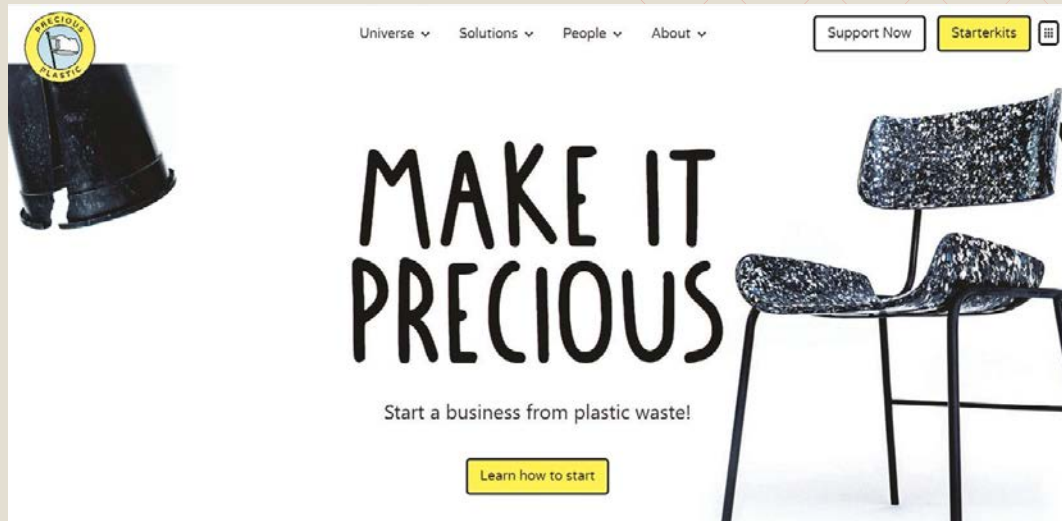 PRECIOUS
PLASTIC
Universe
Solutions
People
About
Support Now
Starterkits
MAKE IT
PRECIOUS
Start a business from plastic waste!
Learn how to start